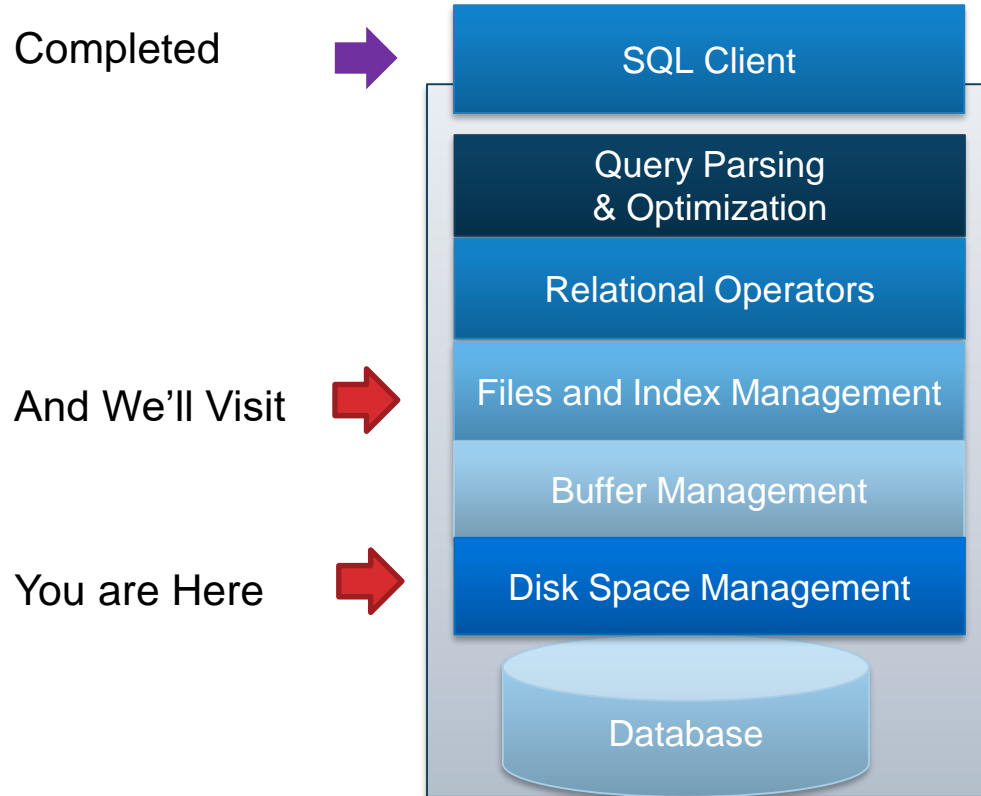 Completed
SQL Client
Query Parsing
& Optimization
Relational Operators
And We’ll Visit
Files and Index Management
Buffer Management
You are Here
Disk Space Management
Database